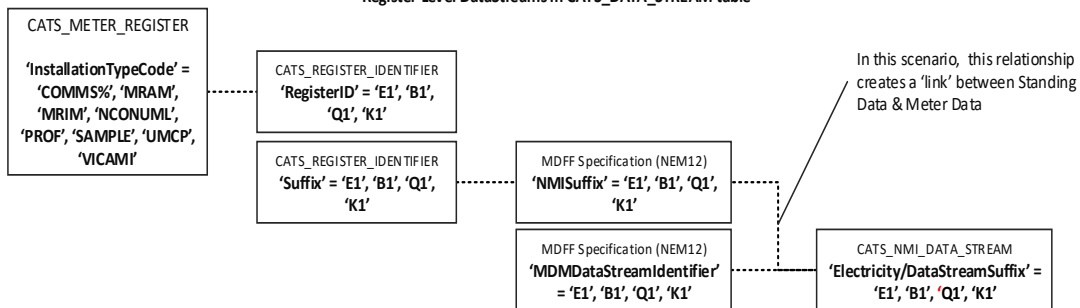 Register Level DataStreams in CATS_DATA_STREAM table
CATS_METER_REGISTER
‘InstallationTypeCode’ =
‘COMMS%’, ‘MRAM’,
‘MRIM’, ‘NCONUML’,
‘PROF’, ‘SAMPLE’, ‘UMCP’,
‘VICAMI’
CATS_REGISTER_IDENTIFIER
‘RegisterID’ = ‘E1’, ‘B1’,
‘Q1’, ‘K1’
In this scenario, this relationship
creates a ‘link’ between Standing
Data & Meter Data
CATS_REGISTER_IDENTIFIER
‘Suffix’ = ‘E1’, ‘B1’, ‘Q1’,
‘K1’
MDFF Specification (NEM12)
‘NMISuffix’ = ‘E1’, ‘B1’, ‘Q1’,
‘K1’
MDFF Specification (NEM12)
‘MDMDataStreamIdentifier’
= ‘E1’, ‘B1’, ‘Q1’, ‘K1’
CATS_NMI_DATA_STREAM
‘Electricity/DataStreamSuffix’ =
‘E1’, ‘B1’, ‘Q1’, ‘K1’